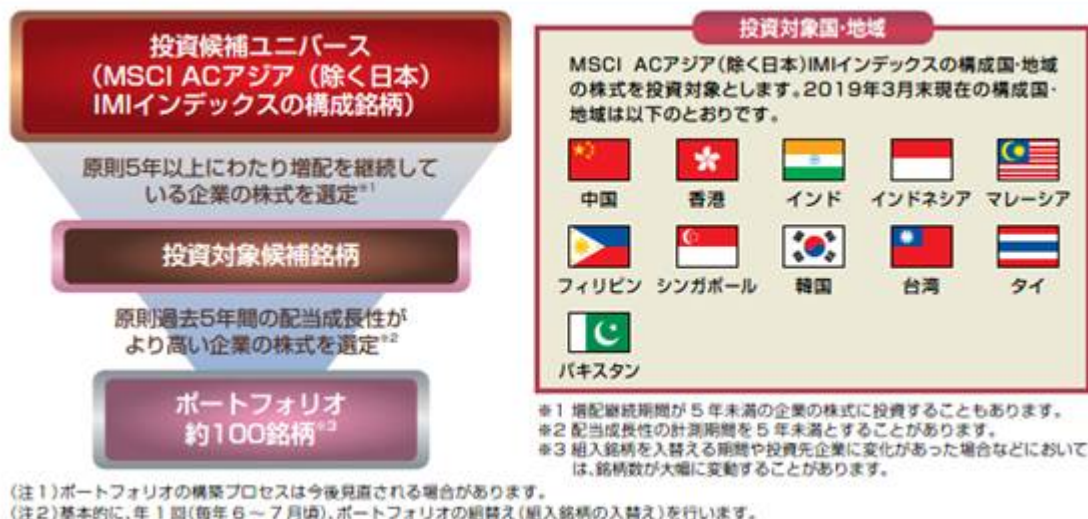 投資候補ユニバース
(MSCI ACアジア（除く日本）
IMIインデックスの構成銘柄)
原則5年以上にわたり増配を継続して
いる企業の株式を選定※1
投資対象候補銘柄
原則過去5年間の配当成長性が
より高い企業の株式を選定※2
ポートフォリオ
約100銘柄※3
投資対象国・地域
MSCI ACアジア(除く日本)IMIインデックスの構成国・地域
の株式を投資対象とします。2019年3月末現在の構成国・
地域は以下のとおりです。
中国 香港 インド インドネシア マレーシア
フィリピン シンガポール 韓国 台湾 タイ
パキスタン
※1 増配継続期間が5年未満の企業の株式に投資することもあります。
※2 配当成長性の計測期間を5年未満とすることがあります。
※3 組入銘柄を入替える期間や投資先企業に変化があった場合などにおいて
は、銘柄数が大幅に変動することがあります。
(注1)ポートフォリオの構築プロセスは今後見直される場合があります。
(注2)基本的に、年1回(毎年6～7月頃)、ポートフォリオの組替え(組入銘柄の入替え)を行います。